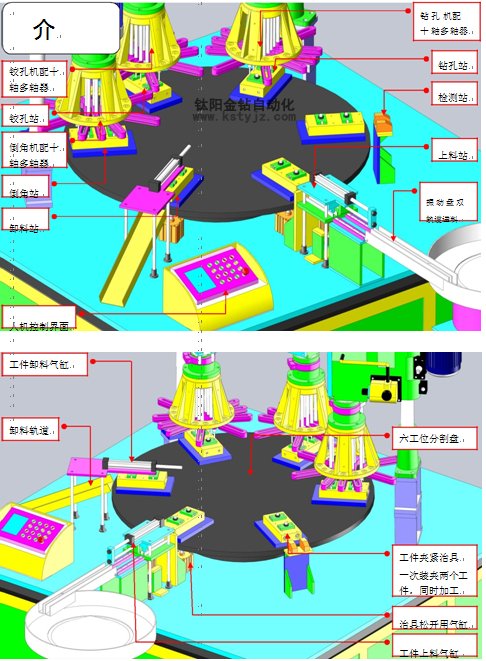 介
钻孔机配
十轴多轴器
钛阳金钻自动化
www.kstyjz.com
铰孔机配十
轴多轴器
钻孔站
检测站
铰孔站
倒角机配十
轴多轴器
上料站
倒角站
振动盘双
轨道进料
卸料站
人机控制界面
工件卸料气缸
卸料轨道
六工位分割盘
工件夹紧治具
一次装夹两个工
件，同时加工
治具松开用气缸
工件上料气缸